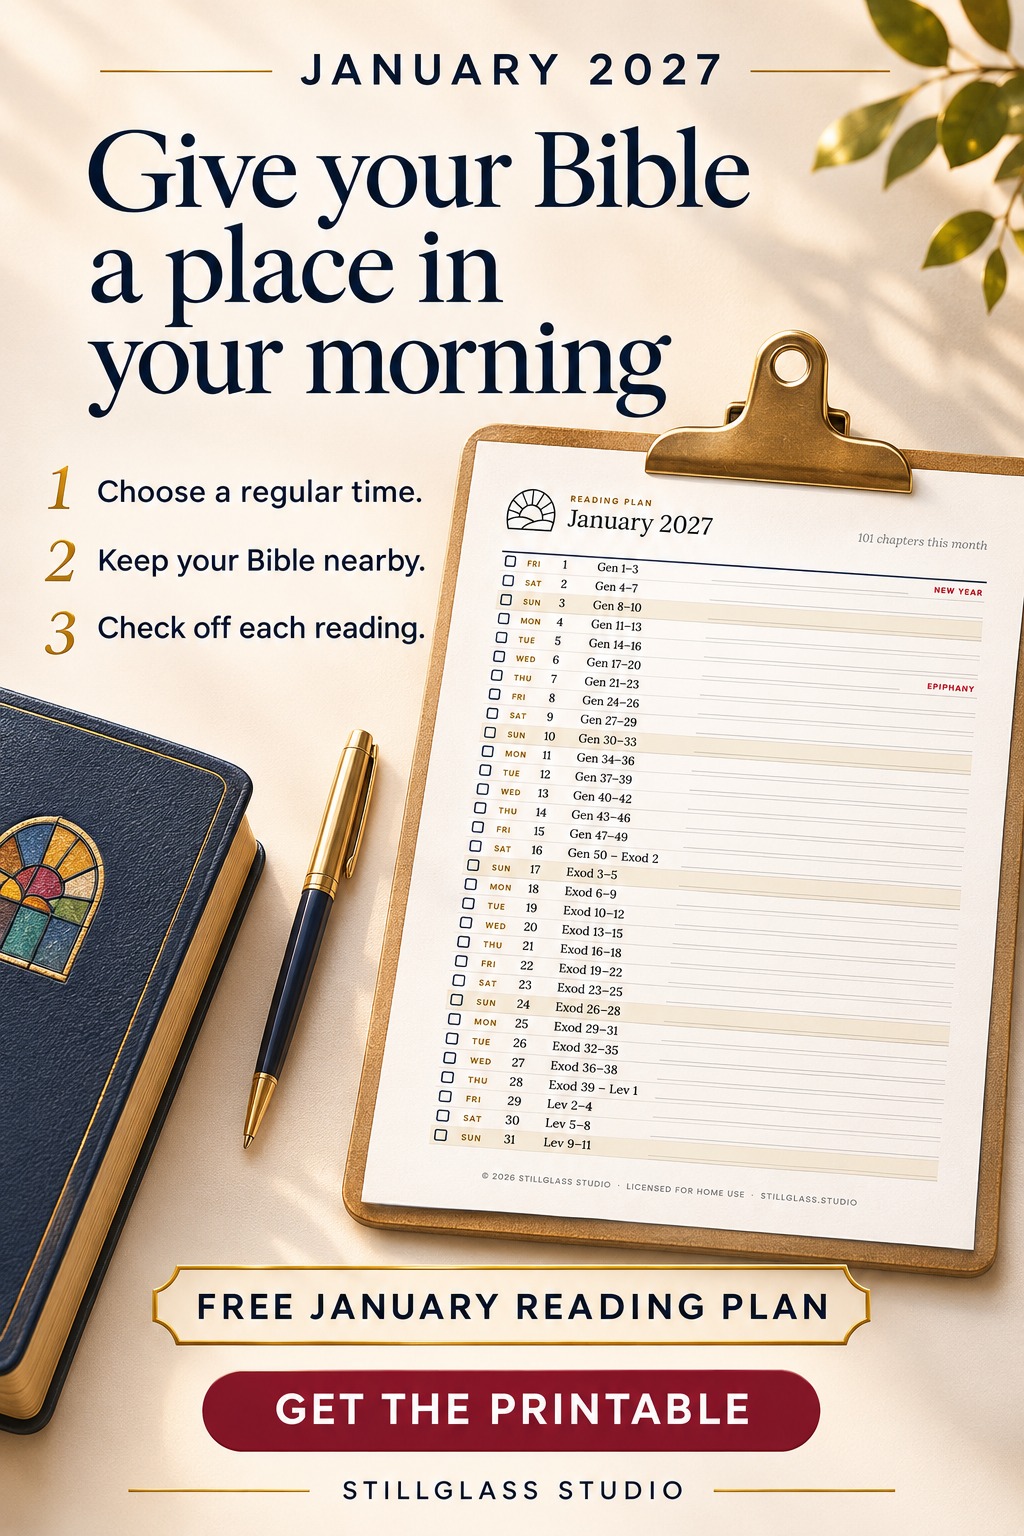 JANUARY 2027
Give your Bible
a place in
your morning
1 Choose a regular time.
2 Keep your Bible nearby.
3 Check off each reading.
READING PLAN
January 2027
101 chapters this month
FRI 1 Gen 1–3 NEW YEAR
SAT 2 Gen 4–7
SUN 3 Gen 8–10
MON 4 Gen 11–13
TUE 5 Gen 14–16
WED 6 Gen 17–20 EPIPHANY
THU 7 Gen 21–23
FRI 8 Gen 24–26
SAT 9 Gen 27–29
SUN 10 Gen 30–33
MON 11 Gen 34–36
TUE 12 Gen 37–39
WED 13 Gen 40–42
THU 14 Gen 43–46
FRI 15 Gen 47–49
SAT 16 Gen 50 – Exod 2
SUN 17 Exod 3–5
MON 18 Exod 6–9
TUE 19 Exod 10–12
WED 20 Exod 13–15
THU 21 Exod 16–18
FRI 22 Exod 19–22
SAT 23 Exod 23–25
SUN 24 Exod 26–28
MON 25 Exod 29–31
TUE 26 Exod 32–35
WED 27 Exod 36–38
THU 28 Exod 39 – Lev 1
FRI 29 Lev 2–4
SAT 30 Lev 5–8
SUN 31 Lev 9–11
© 2026 STILLGLASS STUDIO · LICENSED FOR HOME USE · STILLGLASS.STUDIO
FREE JANUARY READING PLAN
GET THE PRINTABLE
STILLGLASS STUDIO